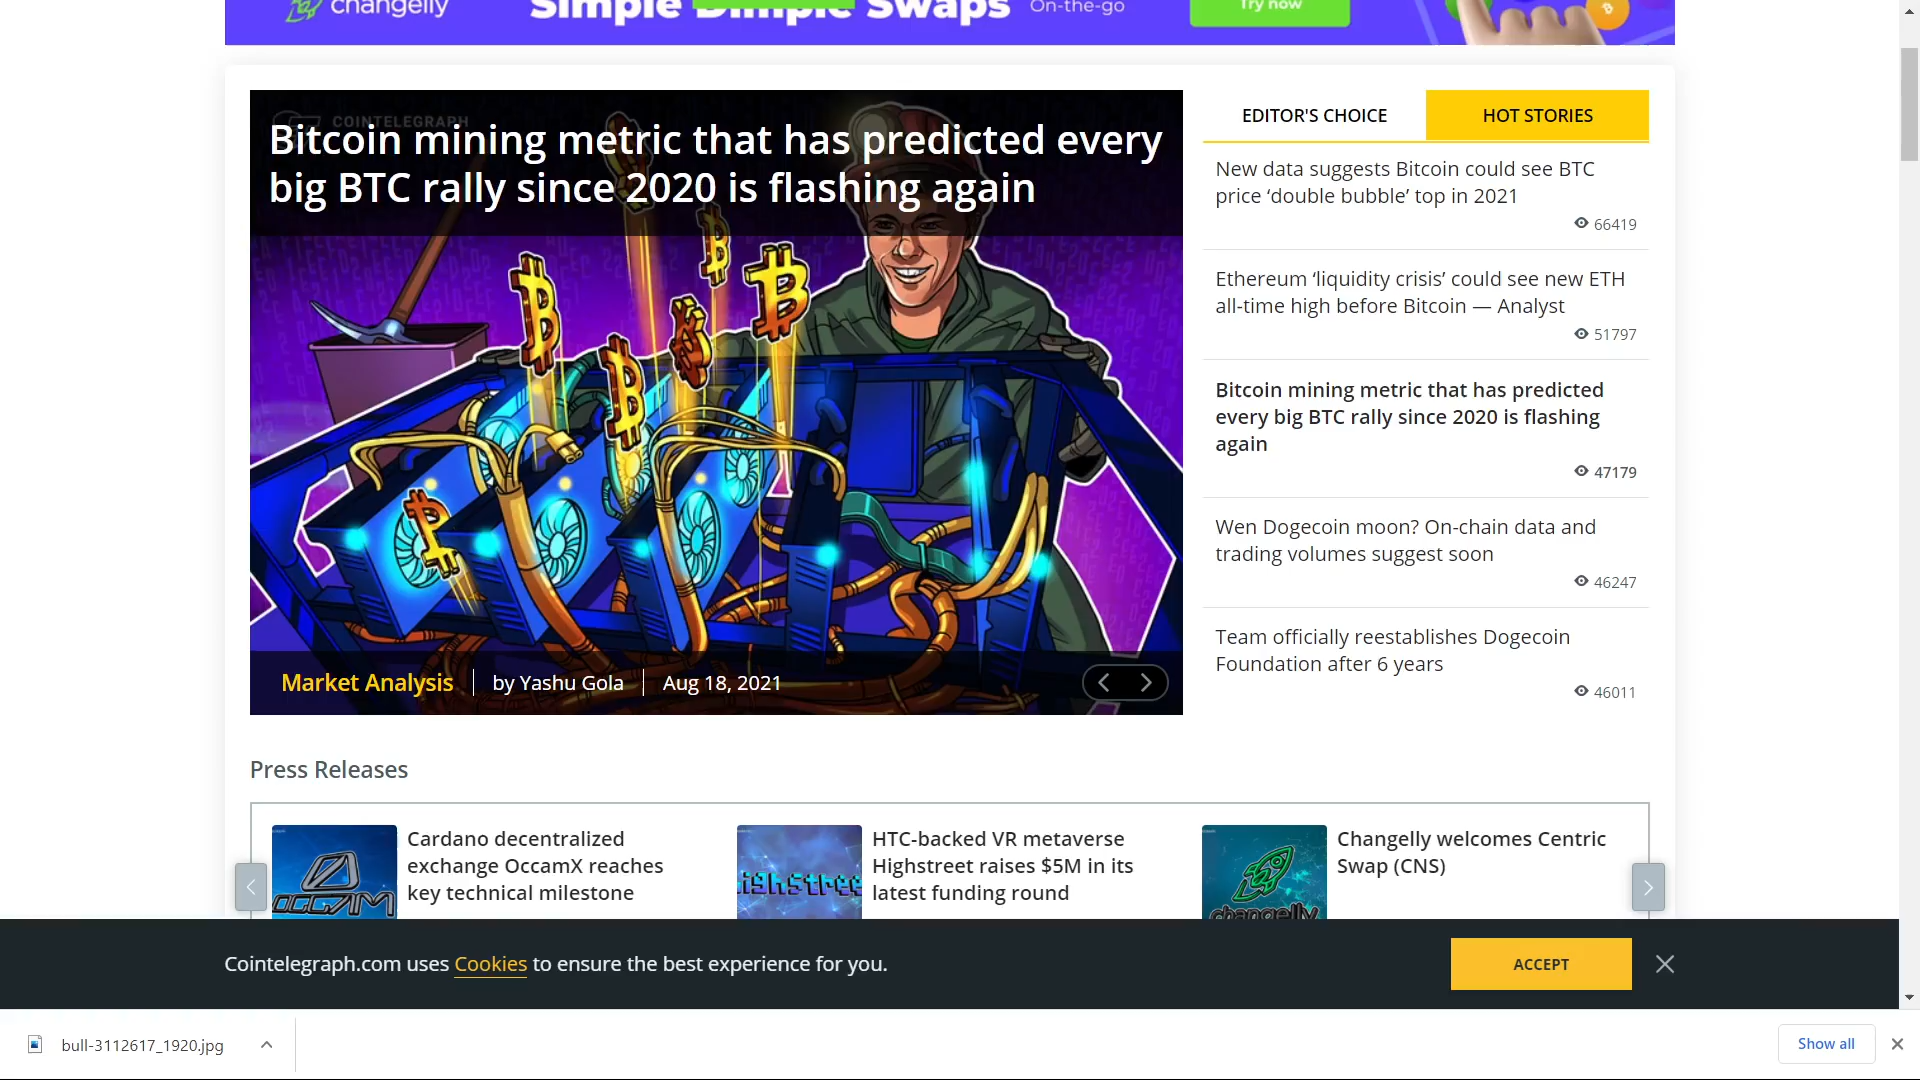 changelly
Simple Dimple Swaps
On-the-go
Try now
COINTELEGRAPH
Bitcoin mining metric that has predicted every
big BTC rally since 2020 is flashing again
Market Analysis
by Yashu Gola
Aug 18, 2021
EDITOR'S CHOICE
HOT STORIES
New data suggests Bitcoin could see BTC
price ‘double bubble’ top in 2021
66419
Ethereum ‘liquidity crisis’ could see new ETH
all-time high before Bitcoin — Analyst
51797
Bitcoin mining metric that has predicted
every big BTC rally since 2020 is flashing
again
47179
Wen Dogecoin moon? On-chain data and
trading volumes suggest soon
46247
Team officially reestablishes Dogecoin
Foundation after 6 years
46011
Press Releases
OCCAM
Cardano decentralized
exchange OccamX reaches
key technical milestone
highstreet
HTC-backed VR metaverse
Highstreet raises $5M in its
latest funding round
changelly
Changelly welcomes Centric
Swap (CNS)
Cointelegraph.com uses Cookies to ensure the best experience for you.
ACCEPT
bull-3112617_1920.jpg
Show all